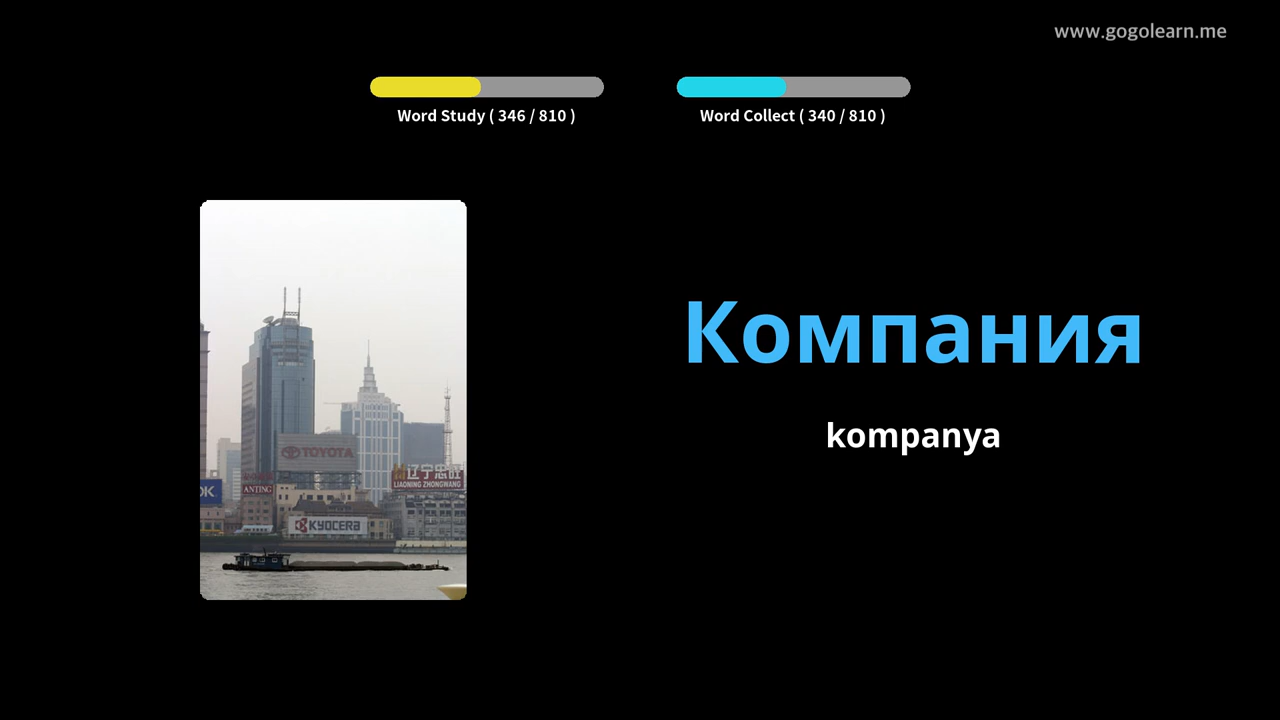 www.gogolearn.me
Word Study ( 346 / 810 )
Word Collect ( 340 / 810 )
Компания
kompanya
TOYOTA
辽宁忠旺
LIAONING ZHONGWANG
ANTING
OK
KYOCERA